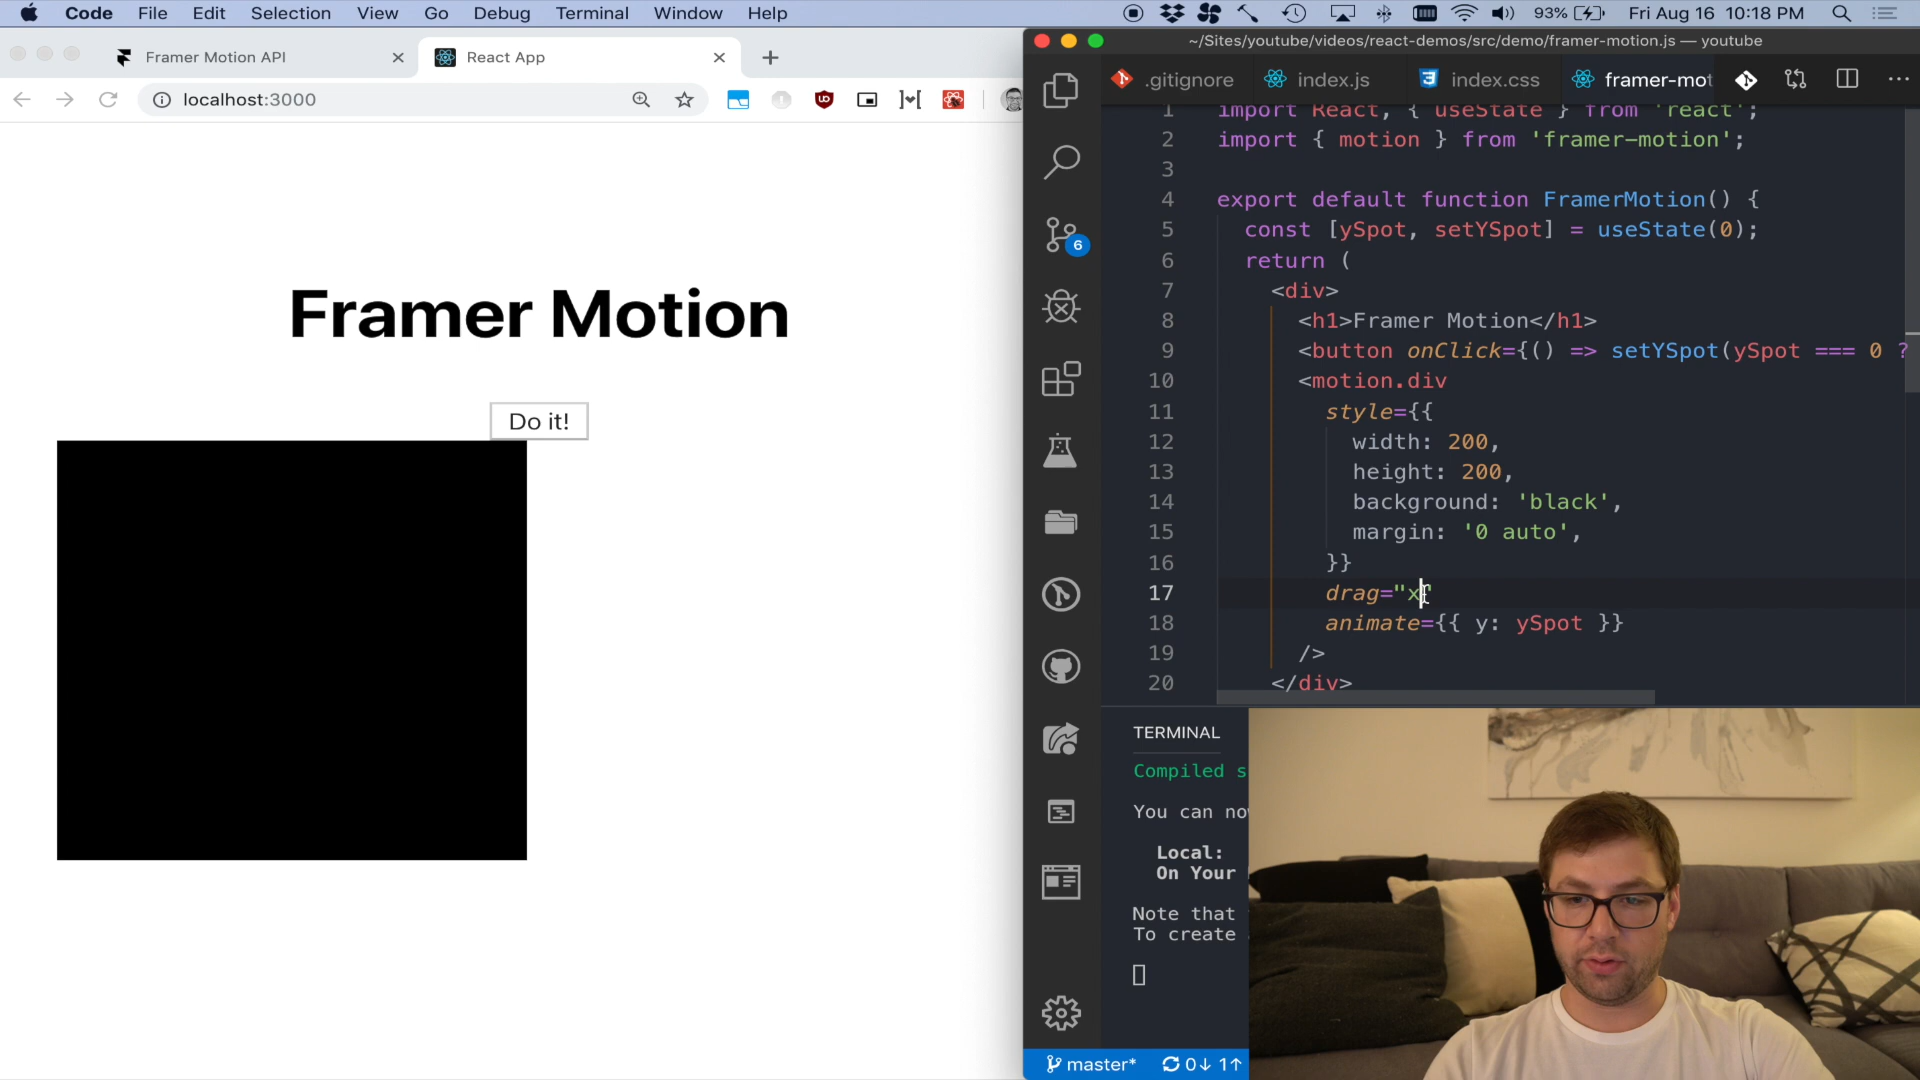 Code File Edit Selection View Go Debug Terminal Window Help
93% Fri Aug 16 10:18 PM
Framer Motion API
React App
localhost:3000
Framer Motion
Do it!
~/Sites/youtube/videos/react-demos/src/demo/framer-motion.js — youtube
.gitignore index.js index.css framer-mot
6
1 import React, { useState } from 'react';
2 import { motion } from 'framer-motion';
3
4 export default function FramerMotion() {
5 const [ySpot, setYSpot] = useState(0);
6 return (
7 <div>
8 <h1>Framer Motion</h1>
9 <button onClick={() => setYSpot(ySpot === 0 ?
10 <motion.div
11 style={{
12 width: 200,
13 height: 200,
14 background: 'black',
15 margin: '0 auto',
16 }}
17 drag="x"
18 animate={{ y: ySpot }}
19 />
20 </div>
TERMINAL
Compiled s
You can now
Local:
On Your
Note that
To create
master* 0↓ 1↑